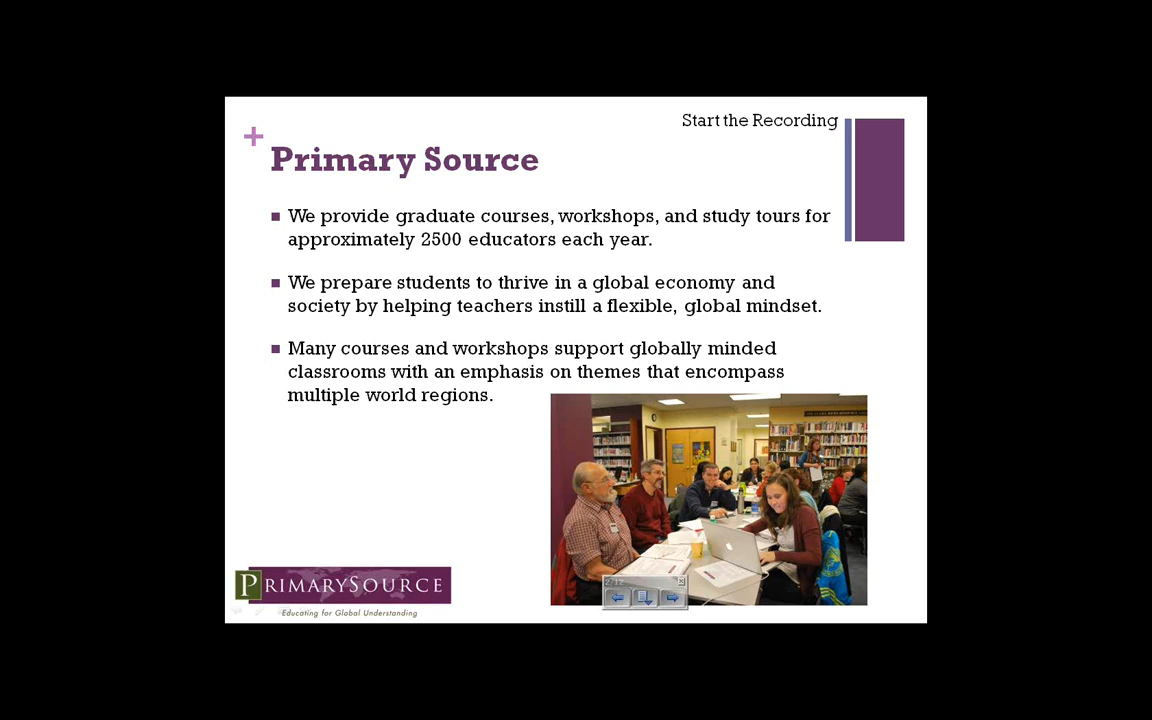 Start the Recording
+
Primary Source
We provide graduate courses, workshops, and study tours for
approximately 2500 educators each year.
We prepare students to thrive in a global economy and
society by helping teachers instill a flexible, global mindset.
Many courses and workshops support globally minded
classrooms with an emphasis on themes that encompass
multiple world regions.
2/12
PRIMARYSOURCE
Educating for Global Understanding